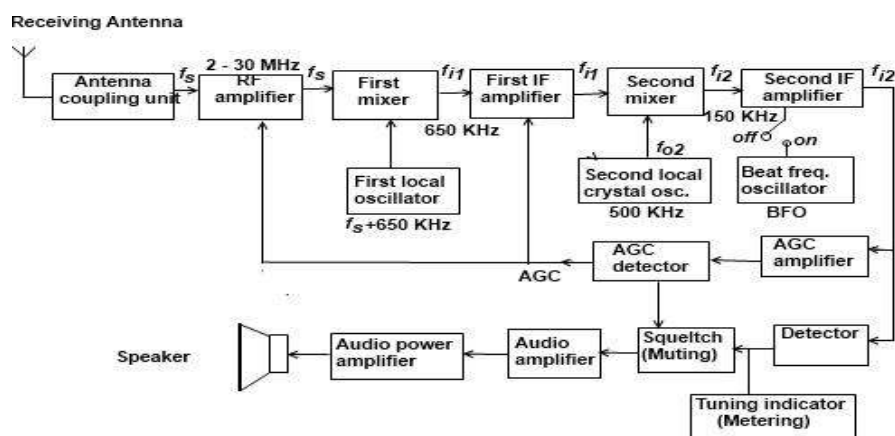 Receiving Antenna
Antenna
coupling unit
fs
2 - 30 MHz
RF
amplifier
fs
First
mixer
fi1
650 KHz
First IF
amplifier
fi1
Second
mixer
fi2
150 KHz
Second IF
amplifier
fi2
off
on
First local
oscillator
fs+650 KHz
fo2
Second local
crystal osc.
500 KHz
Beat freq.
oscillator
BFO
AGC
AGC
detector
AGC
amplifier
Speaker
Audio power
amplifier
Audio
amplifier
Squeltch
(Muting)
Detector
Tuning indicator
(Metering)